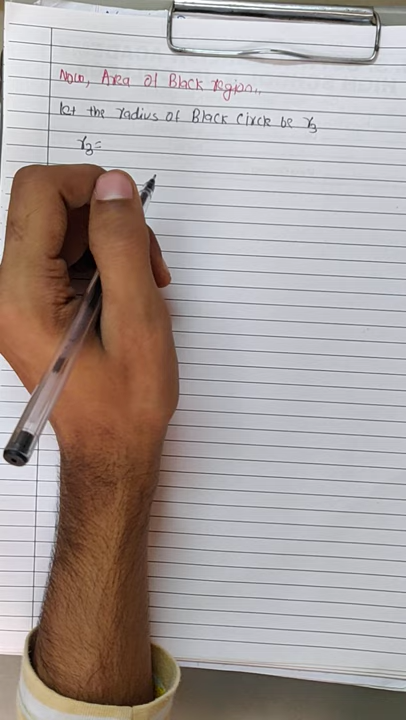 Now, Area of Black region..
let the radius of Black circle be r₃
r₃=